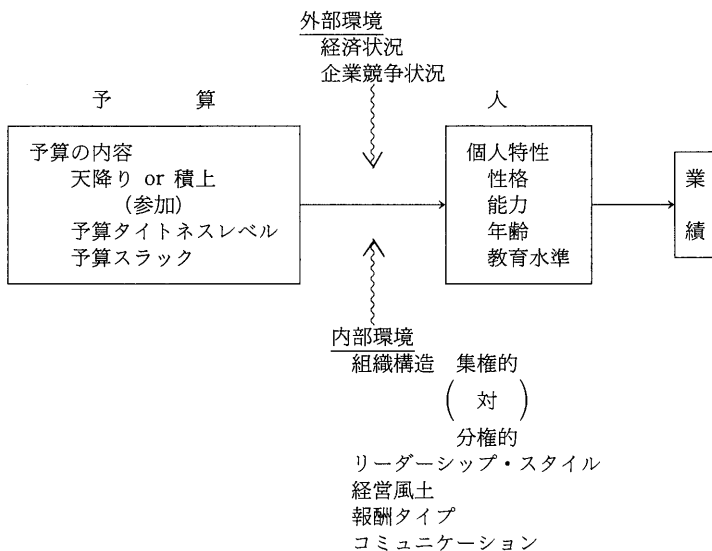 外部環境
経済状況
企業競争状況
予算
人
予算の内容
天降り or 積上
(参加)
予算タイトネスレベル
予算スラック
個人特性
性格
能力
年齢
教育水準
業績
内部環境
組織構造 集権的
(対)
分権的
リーダーシップ・スタイル
経営風土
報酬タイプ
コミュニケーション